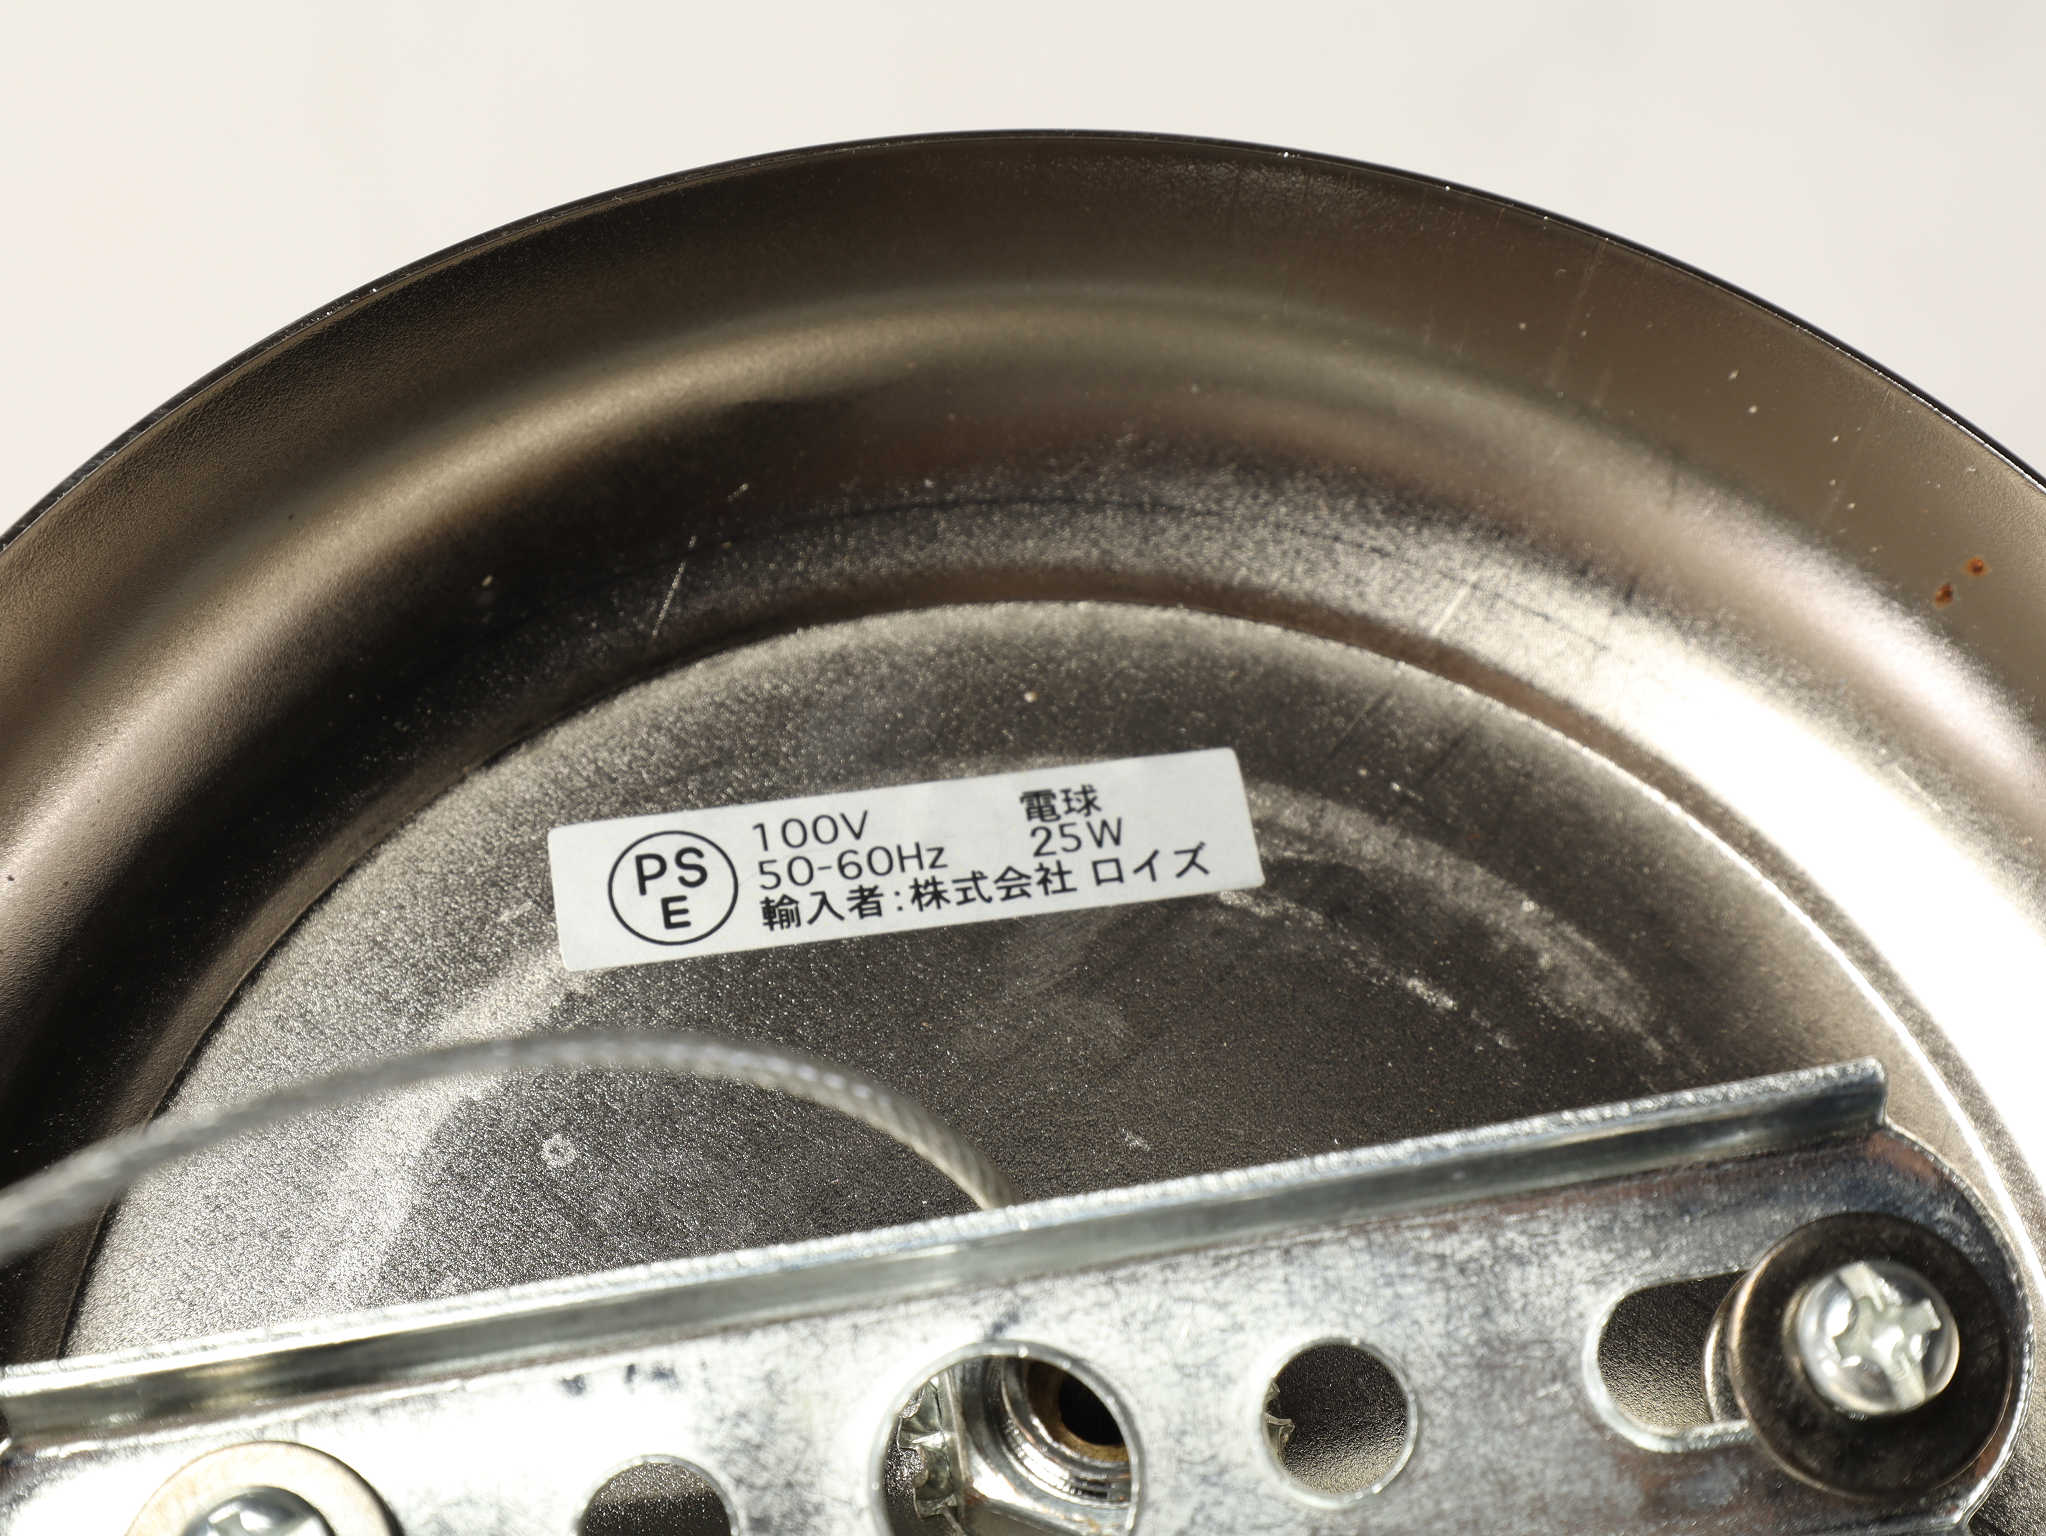 PS
E
100V
50-60Hz
電球
25W
輸入者:株式会社 ロイズ